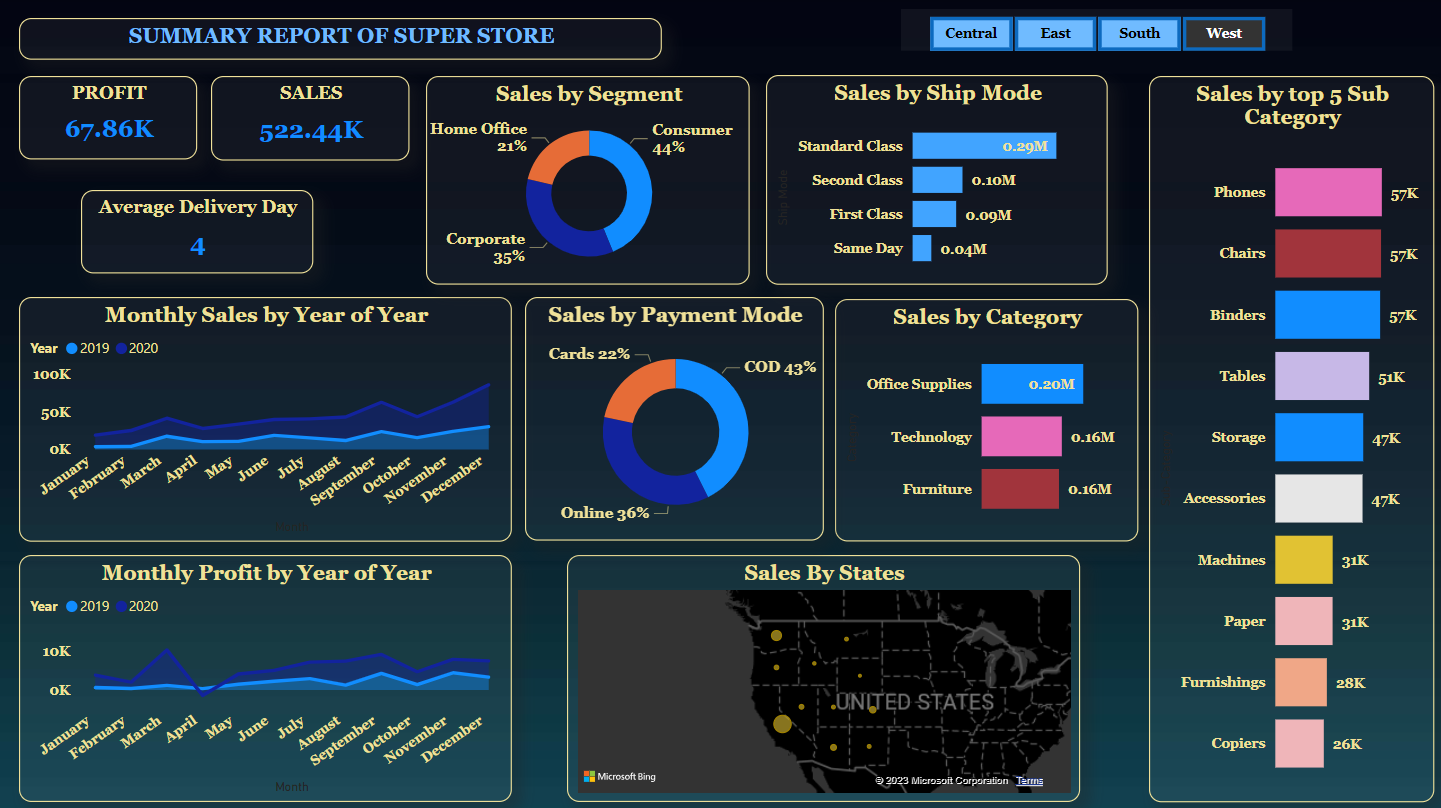 SUMMARY REPORT OF SUPER STORE
Central
East
South
West
PROFIT
67.86K
SALES
522.44K
Average Delivery Day
4
Sales by Segment
Home Office
21%
Consumer
44%
Corporate
35%
Sales by Ship Mode
Ship Mode
Standard Class 0.29M
Second Class 0.10M
First Class 0.09M
Same Day 0.04M
Sales by top 5 Sub
Category
Phones 57K
Chairs 57K
Binders 57K
Tables 51K
Storage 47K
Accessories 47K
Machines 31K
Paper 31K
Furnishings 28K
Copiers 26K
Monthly Sales by Year of Year
Year 2019 2020
100K
50K
0K
January
February
March
April
May
June
July
August
September
October
November
December
Month
Sales by Payment Mode
Cards 22%
COD 43%
Online 36%
Sales by Category
Office Supplies 0.20M
Technology 0.16M
Furniture 0.16M
Monthly Profit by Year of Year
Year 2019 2020
10K
0K
January
February
March
April
May
June
July
August
September
October
November
December
Month
Sales By States
UNITED STATES
Microsoft Bing
© 2023 Microsoft Corporation Terms